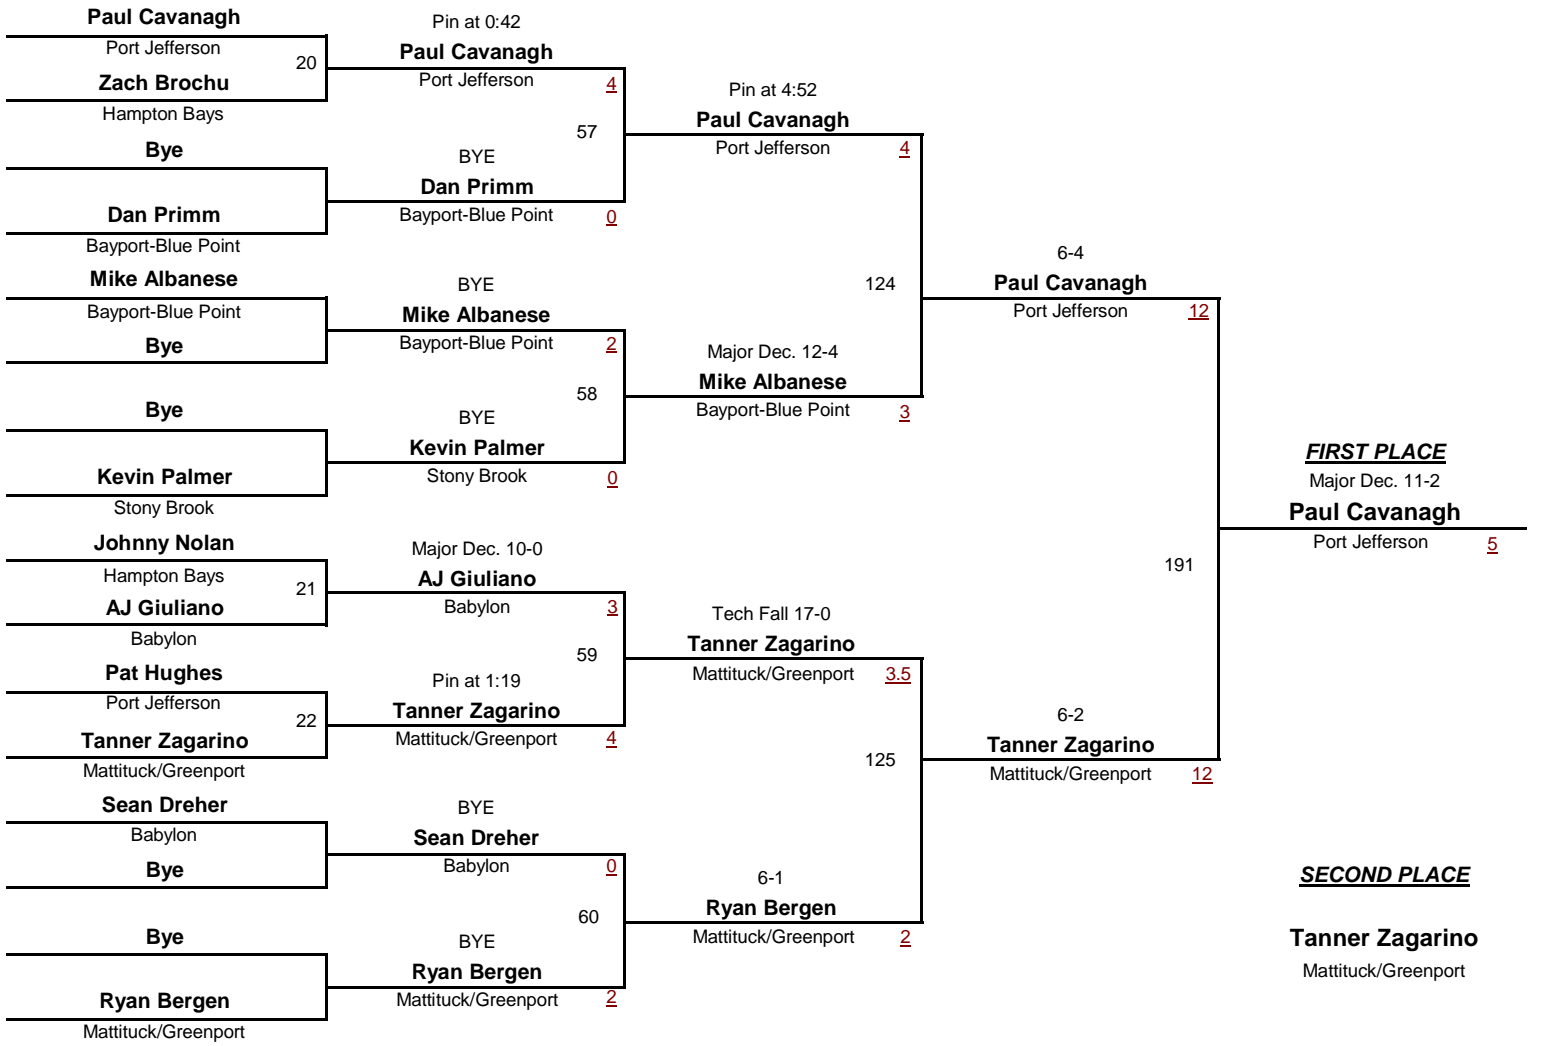 Paul Cavanagh
Port Jefferson
20
Zach Brochu
Hampton Bays
Bye
Dan Primm
Bayport-Blue Point
Mike Albanese
Bayport-Blue Point
Bye
Bye
Kevin Palmer
Stony Brook
Johnny Nolan
Hampton Bays
21
AJ Giuliano
Babylon
Pat Hughes
Port Jefferson
22
Tanner Zagarino
Mattituck/Greenport
Sean Dreher
Babylon
Bye
Bye
Ryan Bergen
Mattituck/Greenport
Pin at 0:42
Paul Cavanagh
Port Jefferson 4
57
BYE
Dan Primm
Bayport-Blue Point 0
BYE
Mike Albanese
Bayport-Blue Point 2
58
BYE
Kevin Palmer
Stony Brook 0
Major Dec. 10-0
AJ Giuliano
Babylon 3
59
Pin at 1:19
Tanner Zagarino
Mattituck/Greenport 4
BYE
Sean Dreher
Babylon 0
60
BYE
Ryan Bergen
Mattituck/Greenport 2
Pin at 4:52
Paul Cavanagh
Port Jefferson 4
124
Major Dec. 12-4
Mike Albanese
Bayport-Blue Point 3
Tech Fall 17-0
Tanner Zagarino
Mattituck/Greenport 3.5
125
6-1
Ryan Bergen
Mattituck/Greenport 2
6-4
Paul Cavanagh
Port Jefferson 12
191
6-2
Tanner Zagarino
Mattituck/Greenport 12
FIRST PLACE
Major Dec. 11-2
Paul Cavanagh
Port Jefferson 5
SECOND PLACE
Tanner Zagarino
Mattituck/Greenport